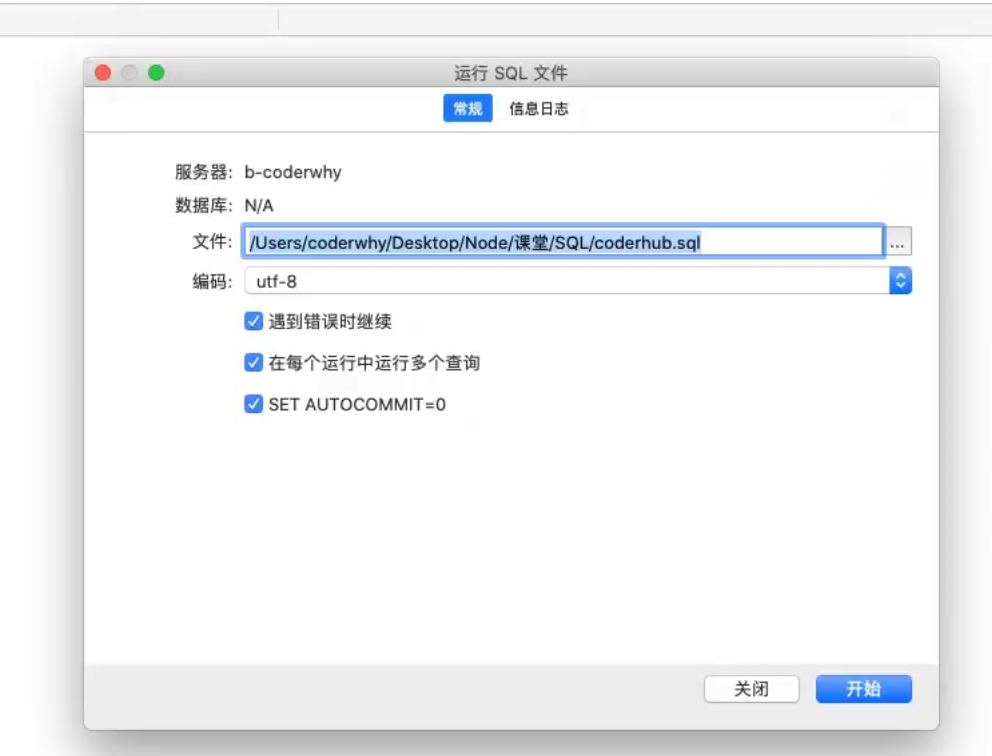 运行 SQL 文件
常规 信息日志
服务器: b-coderwhy
数据库: N/A
文件: /Users/coderwhy/Desktop/Node/课堂/SQL/coderhub.sql ...
编码: utf-8
遇到错误时继续
在每个运行中运行多个查询
SET AUTOCOMMIT=0
关闭 开始